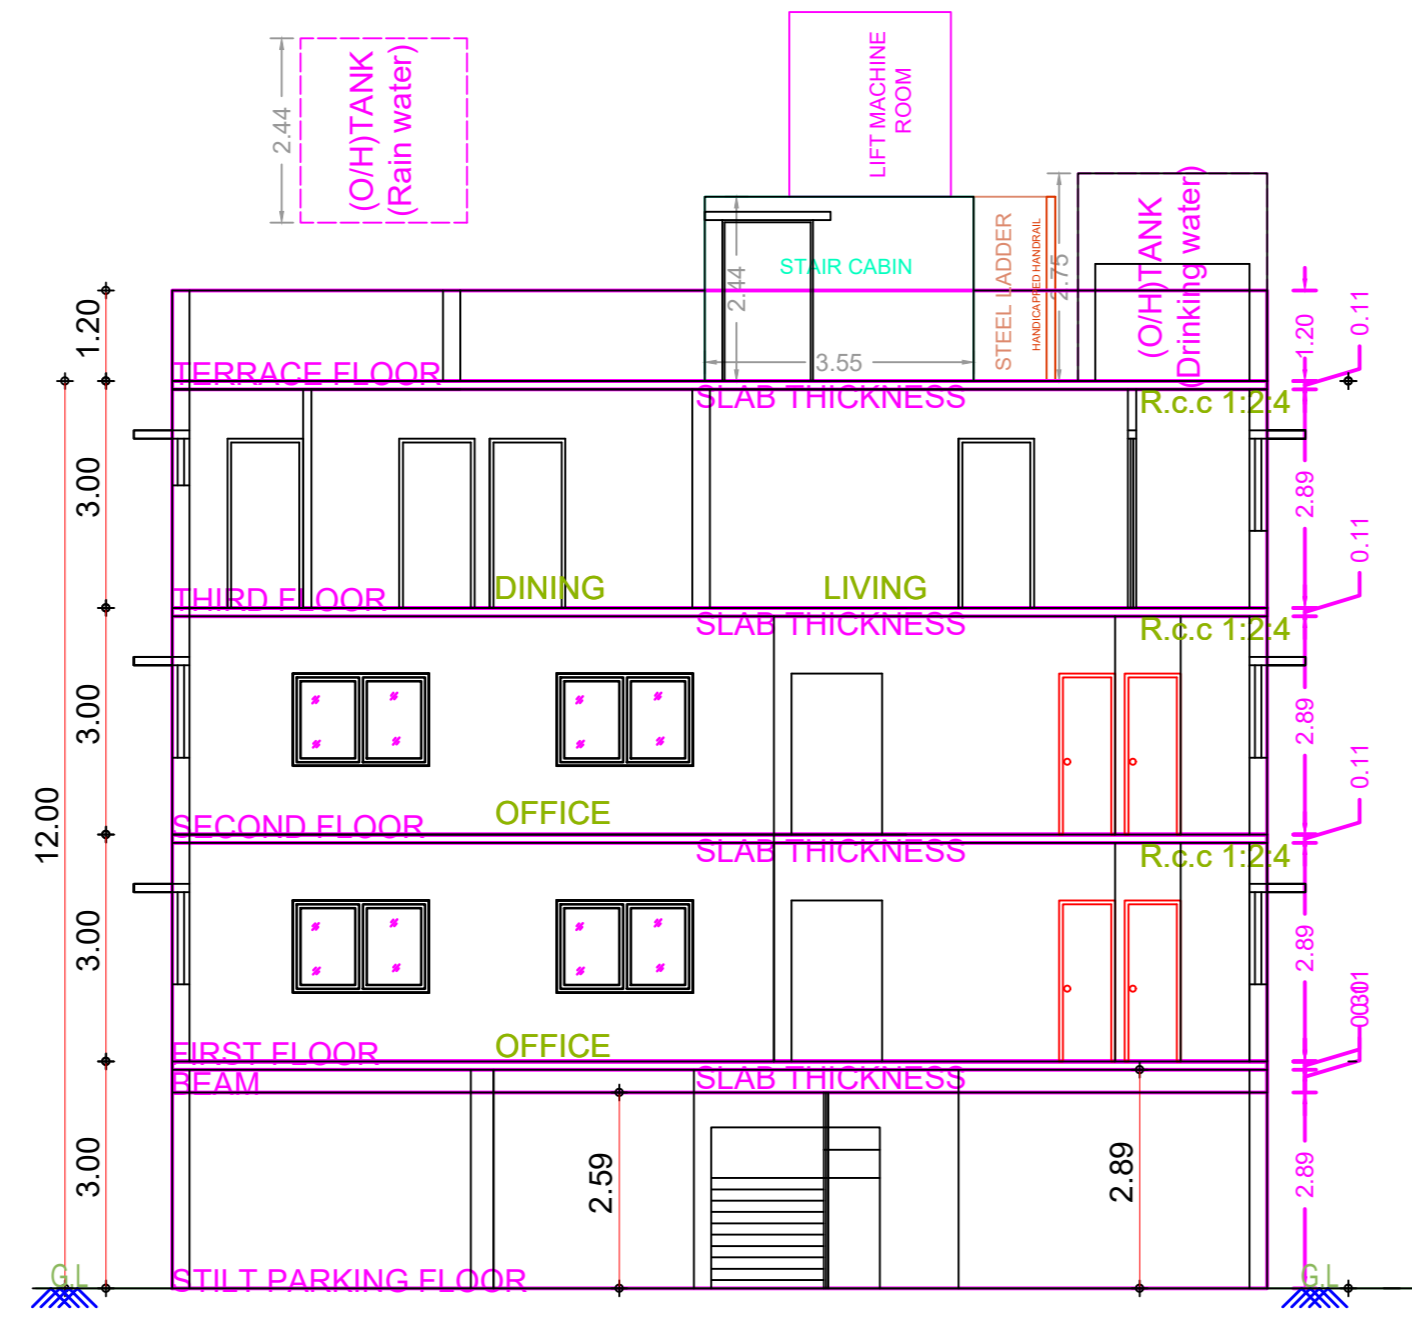 (O/H)TANK
(Rain water)
2.44
LIFT MACHINE
ROOM
STAIR CABIN
2.44
3.55
STEEL LADDER
HANDICAPPED HANDRAIL
2.75
(O/H)TANK
(Drinking water)
1.20
1.20
0.11
TERRACE FLOOR
SLAB THICKNESS
R.c.c 1:2:4
3.00
2.89
0.11
THIRD FLOOR
DINING
LIVING
SLAB THICKNESS
R.c.c 1:2:4
3.00
2.89
0.11
12.00
SECOND FLOOR
OFFICE
SLAB THICKNESS
R.c.c 1:2:4
3.00
2.89
FIRST FLOOR
OFFICE
BEAM
SLAB THICKNESS
3.00
2.59
2.89
2.89
G.L
STILT PARKING FLOOR
G.L